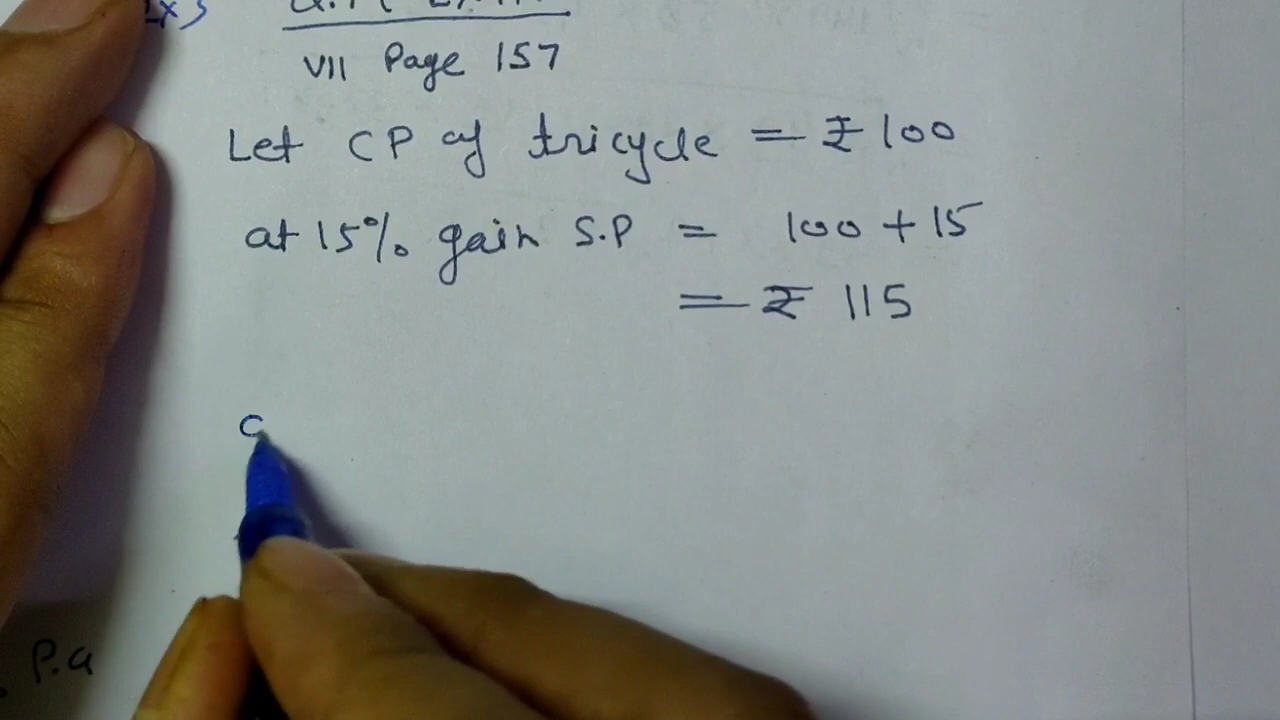 VII Page 157
Let CP of tricycle = ₹ 100
at 15% gain S.P = 100 + 15
= ₹ 115
C
P.a